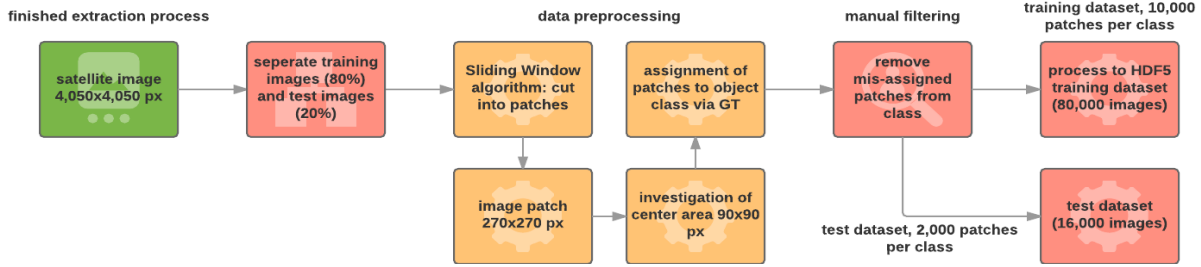 finished extraction process
data preprocessing
manual filtering
training dataset, 10,000
patches per class
satellite image
4,050x4,050 px
seperate training
images (80%)
and test images
(20%)
Sliding Window
algorithm: cut
into patches
assignment of
patches to object
class via GT
remove
mis-assigned
patches from
class
process to HDF5
training dataset
(80,000 images)
image patch
270x270 px
investigation of
center area 90x90
px
test dataset, 2,000 patches
per class
test dataset
(16,000 images)